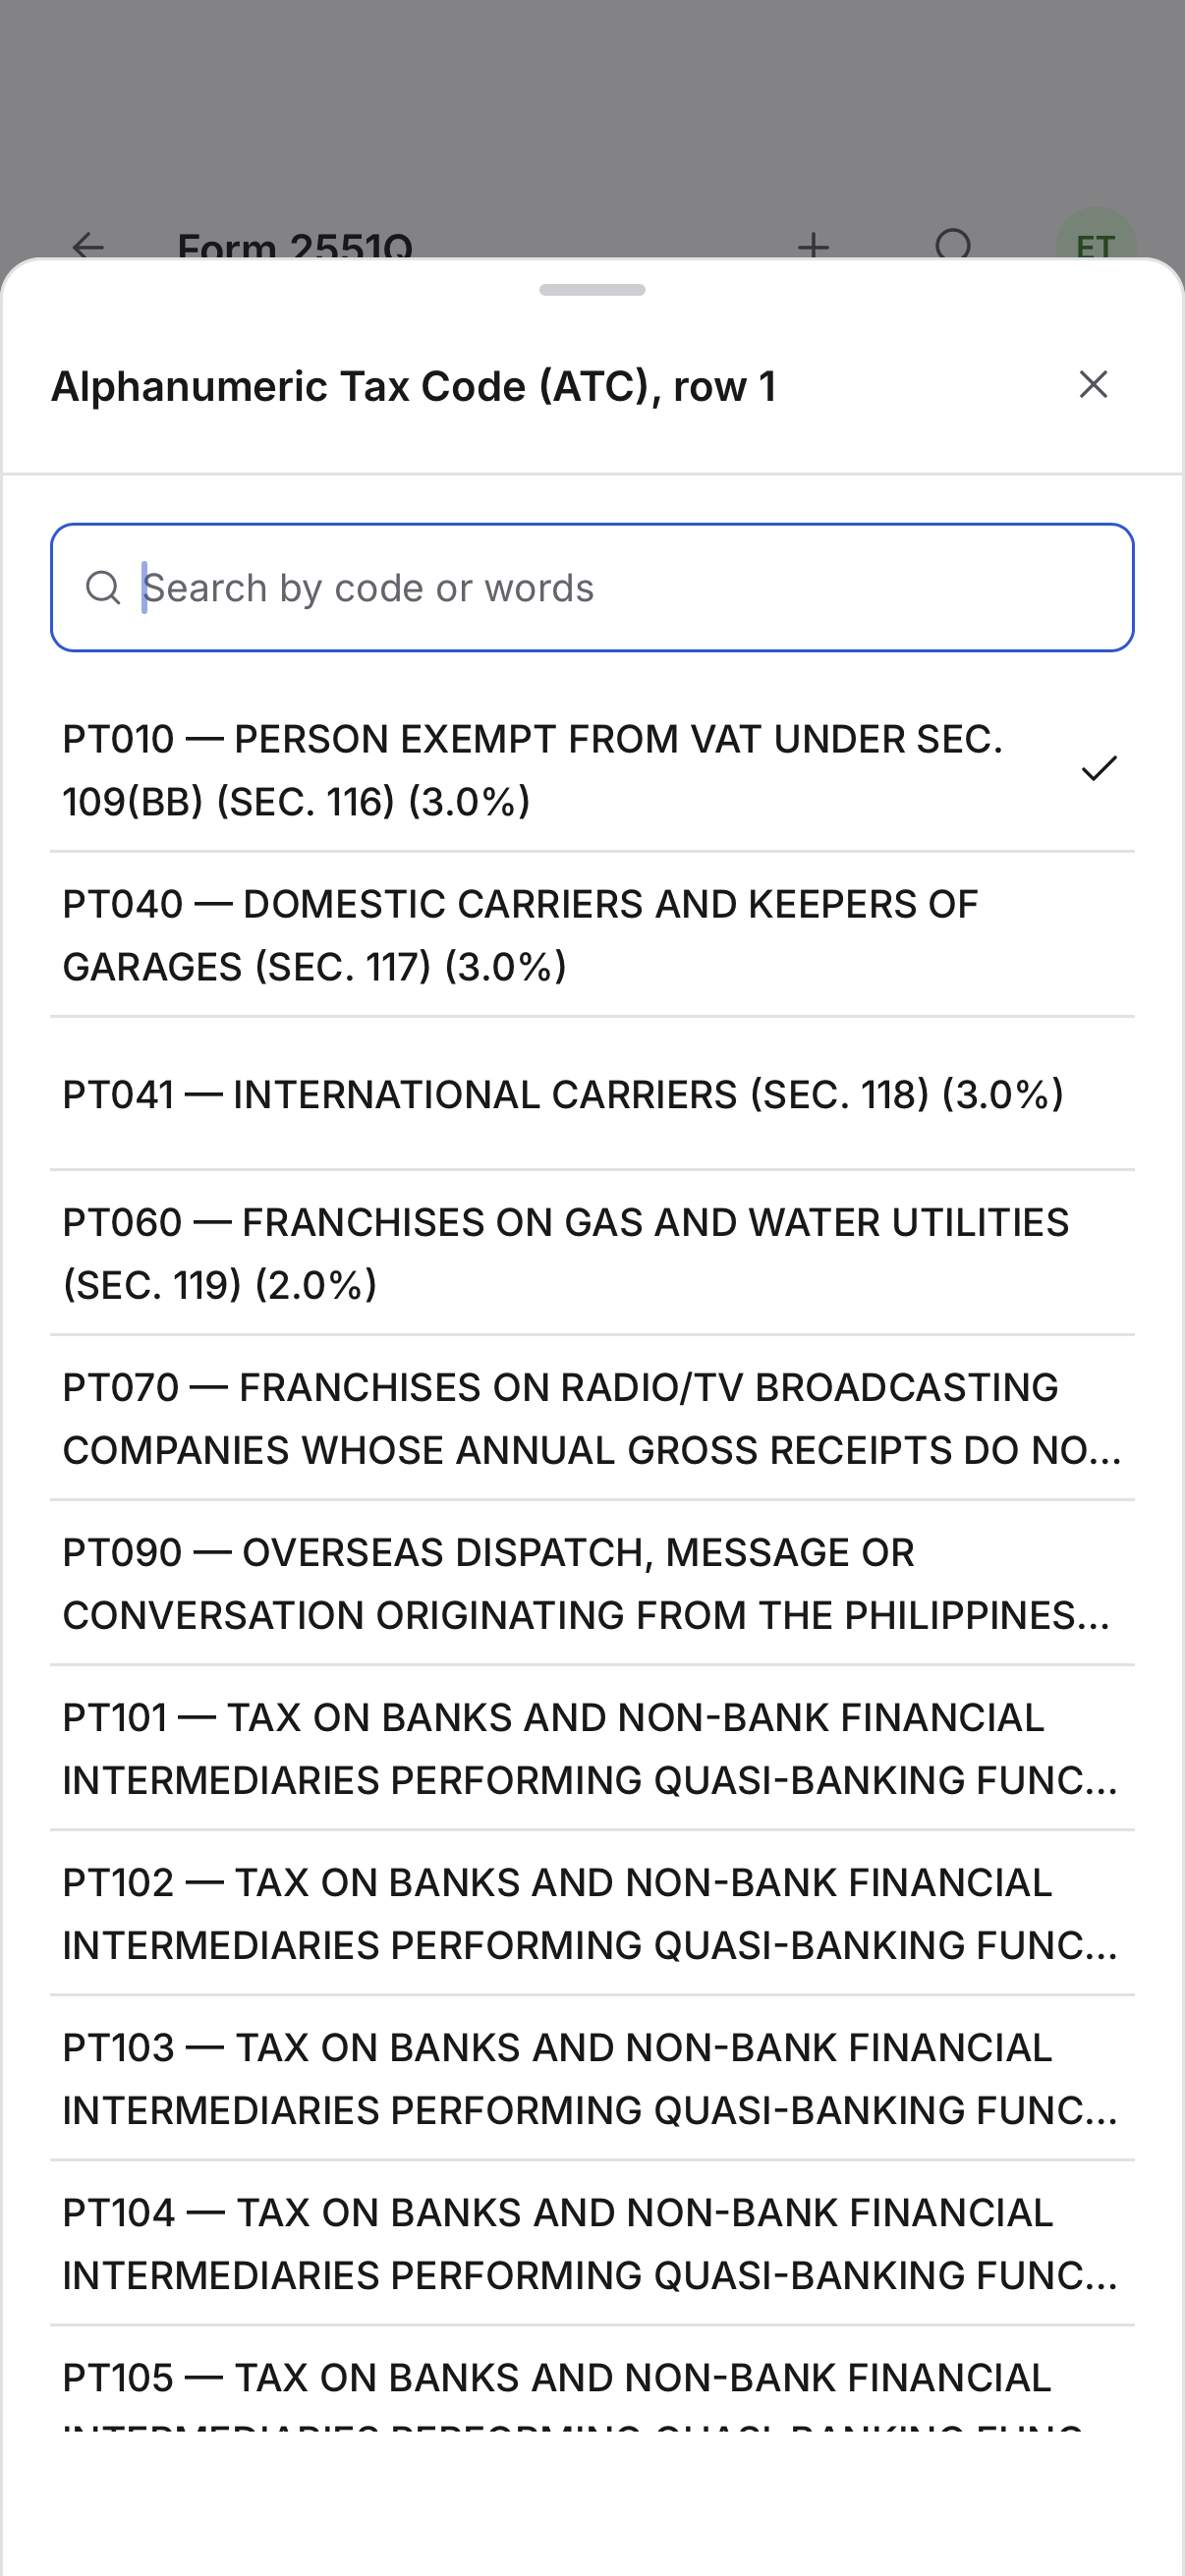 Form 2551Q
ET
Alphanumeric Tax Code (ATC), row 1
Search by code or words
PT010 — PERSON EXEMPT FROM VAT UNDER SEC.
109(BB) (SEC. 116) (3.0%)
PT040 — DOMESTIC CARRIERS AND KEEPERS OF
GARAGES (SEC. 117) (3.0%)
PT041 — INTERNATIONAL CARRIERS (SEC. 118) (3.0%)
PT060 — FRANCHISES ON GAS AND WATER UTILITIES
(SEC. 119) (2.0%)
PT070 — FRANCHISES ON RADIO/TV BROADCASTING
COMPANIES WHOSE ANNUAL GROSS RECEIPTS DO NO...
PT090 — OVERSEAS DISPATCH, MESSAGE OR
CONVERSATION ORIGINATING FROM THE PHILIPPINES...
PT101 — TAX ON BANKS AND NON-BANK FINANCIAL
INTERMEDIARIES PERFORMING QUASI-BANKING FUNC...
PT102 — TAX ON BANKS AND NON-BANK FINANCIAL
INTERMEDIARIES PERFORMING QUASI-BANKING FUNC...
PT103 — TAX ON BANKS AND NON-BANK FINANCIAL
INTERMEDIARIES PERFORMING QUASI-BANKING FUNC...
PT104 — TAX ON BANKS AND NON-BANK FINANCIAL
INTERMEDIARIES PERFORMING QUASI-BANKING FUNC...
PT105 — TAX ON BANKS AND NON-BANK FINANCIAL
INTERMEDIARIES PERFORMING QUASI-BANKING FUNC